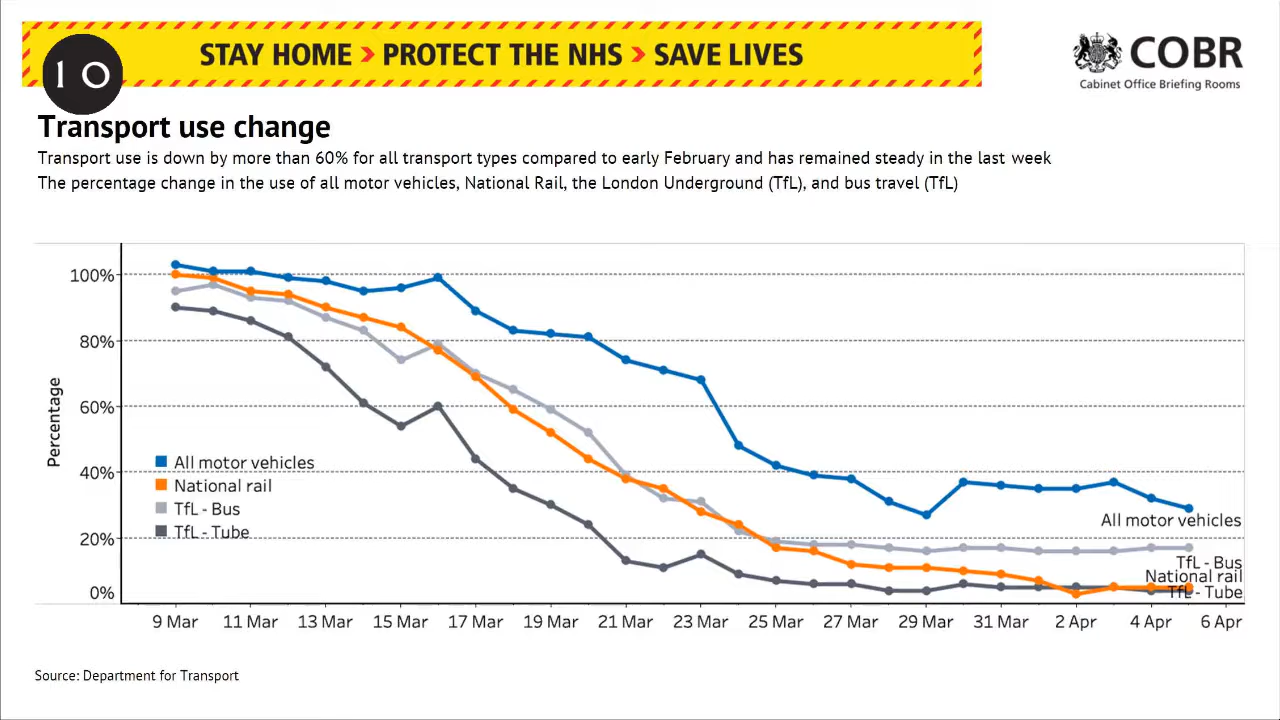 STAY HOME > PROTECT THE NHS > SAVE LIVES
10
COBR
Cabinet Office Briefing Rooms
Transport use change
Transport use is down by more than 60% for all transport types compared to early February and has remained steady in the last week
The percentage change in the use of all motor vehicles, National Rail, the London Underground (TfL), and bus travel (TfL)
Percentage
100%
80%
60%
40%
20%
0%
All motor vehicles
National rail
TfL - Bus
TfL - Tube
All motor vehicles
TfL - Bus
National rail
TfL - Tube
9 Mar 11 Mar 13 Mar 15 Mar 17 Mar 19 Mar 21 Mar 23 Mar 25 Mar 27 Mar 29 Mar 31 Mar 2 Apr 4 Apr 6 Apr
Source: Department for Transport